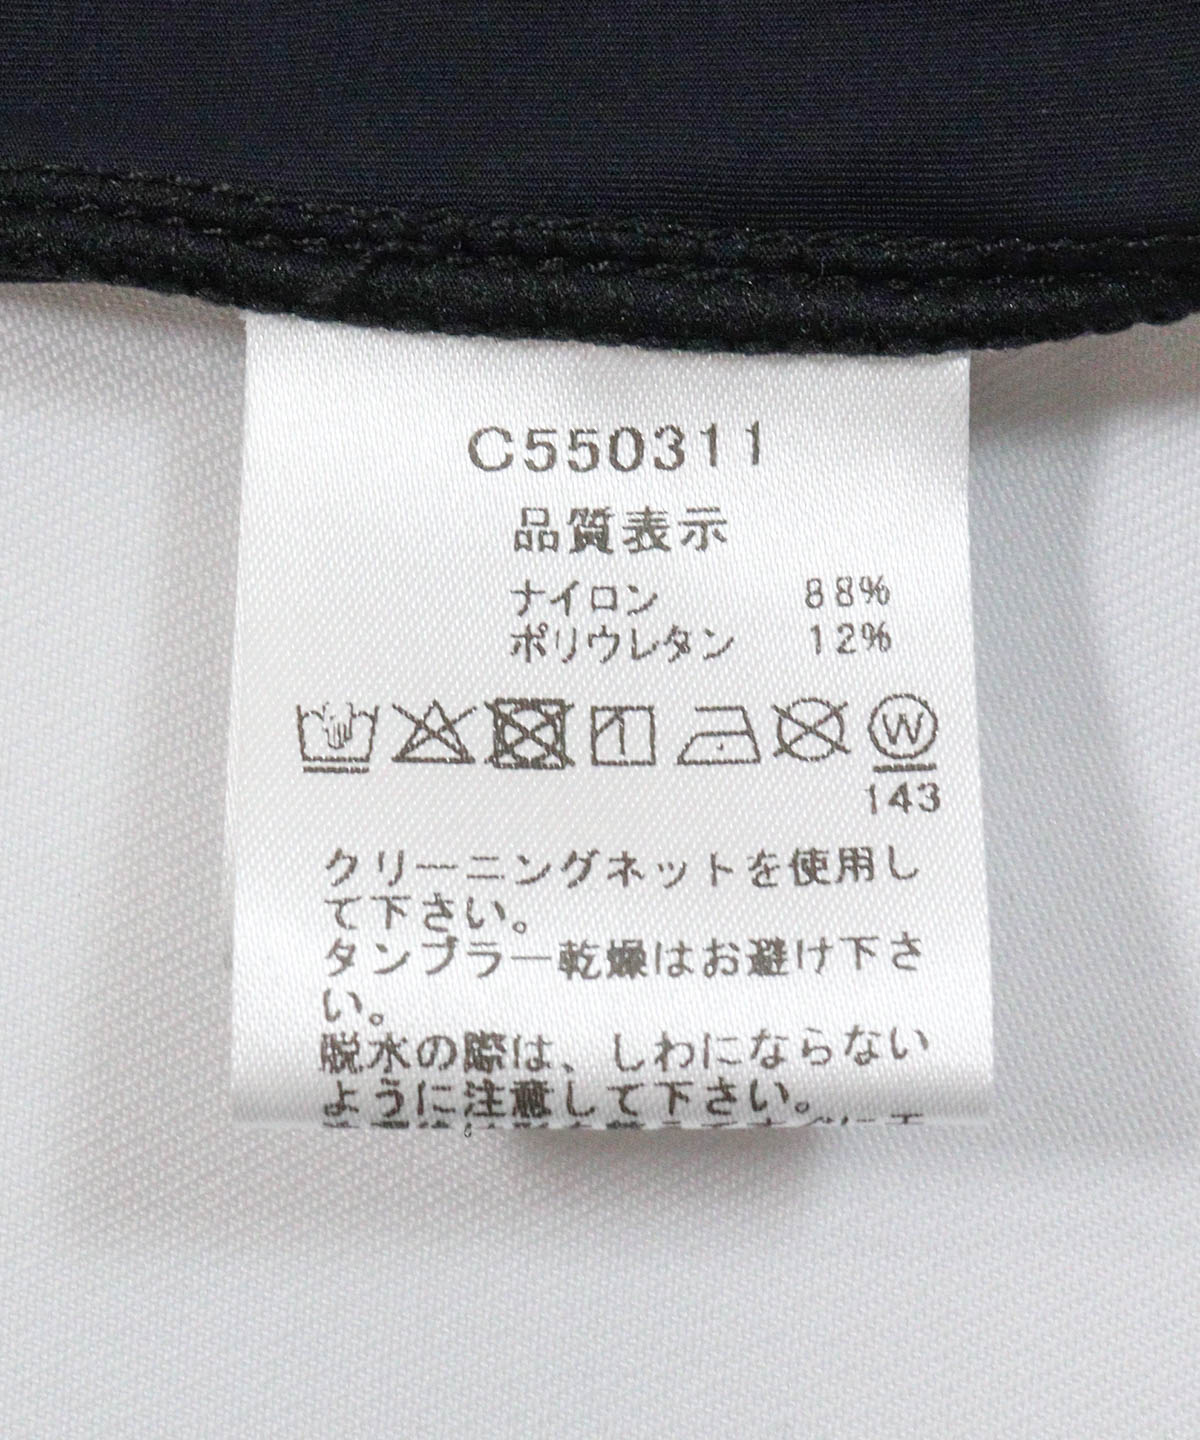 C550311
品質表示
ナイロン 88%
ポリウレタン 12%
W
143
クリーニングネットを使用し
て下さい。
タンブラー乾燥はお避け下さ
い。
脱水の際は、しわにならない
ように注意して下さい。